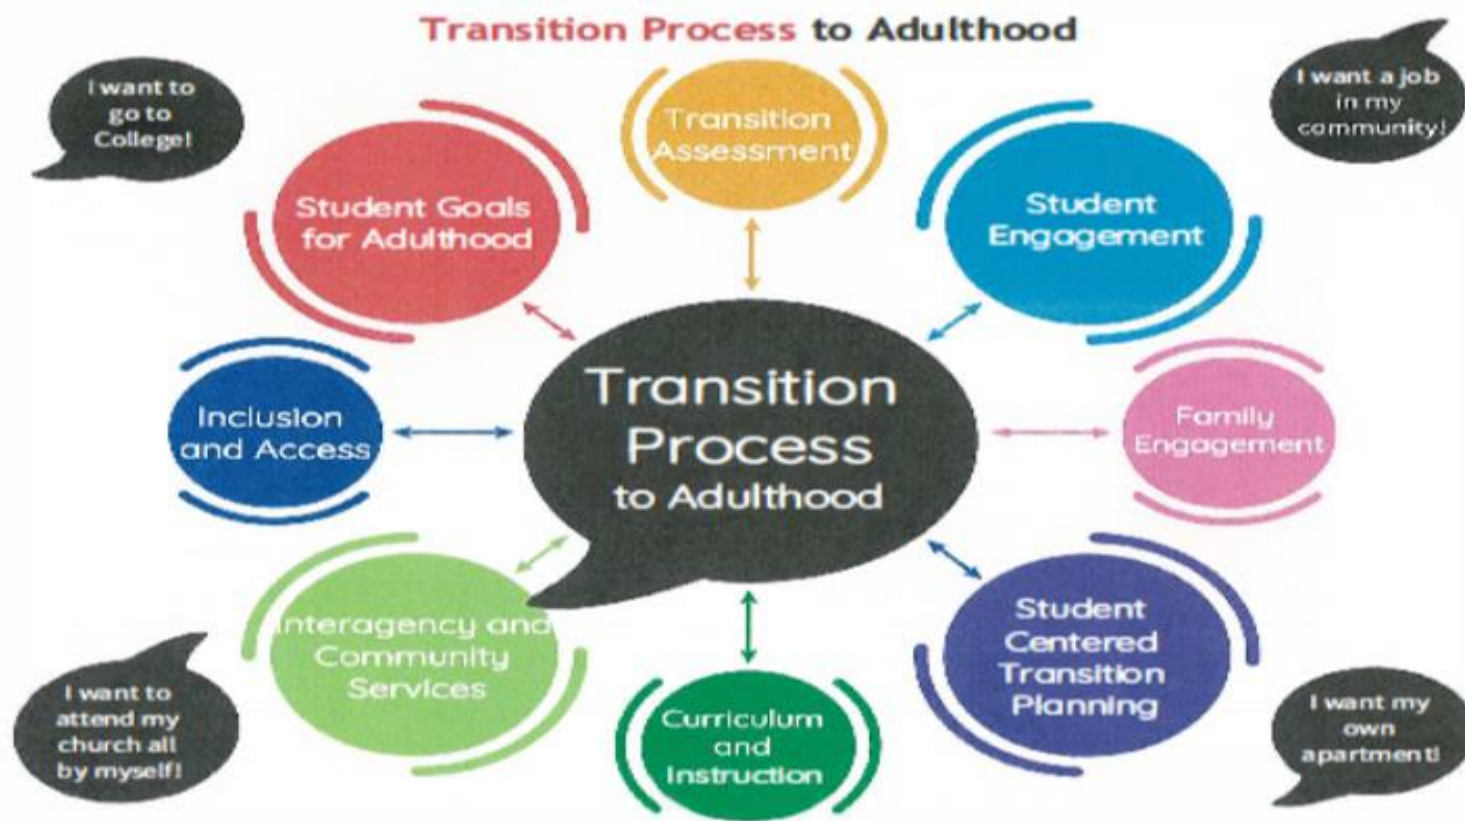 Transition Process to Adulthood
I want to
go to
College!
Transition
Assessment
I want a job
in my
community!
Student Goals
for Adulthood
Student
Engagement
Transition
Process
to Adulthood
Inclusion
and Access
Family
Engagement
Interagency and
Community
Services
Student
Centered
Transition
Planning
I want to
attend my
church all
by myself!
Curriculum
and
Instruction
I want my
own
apartment!